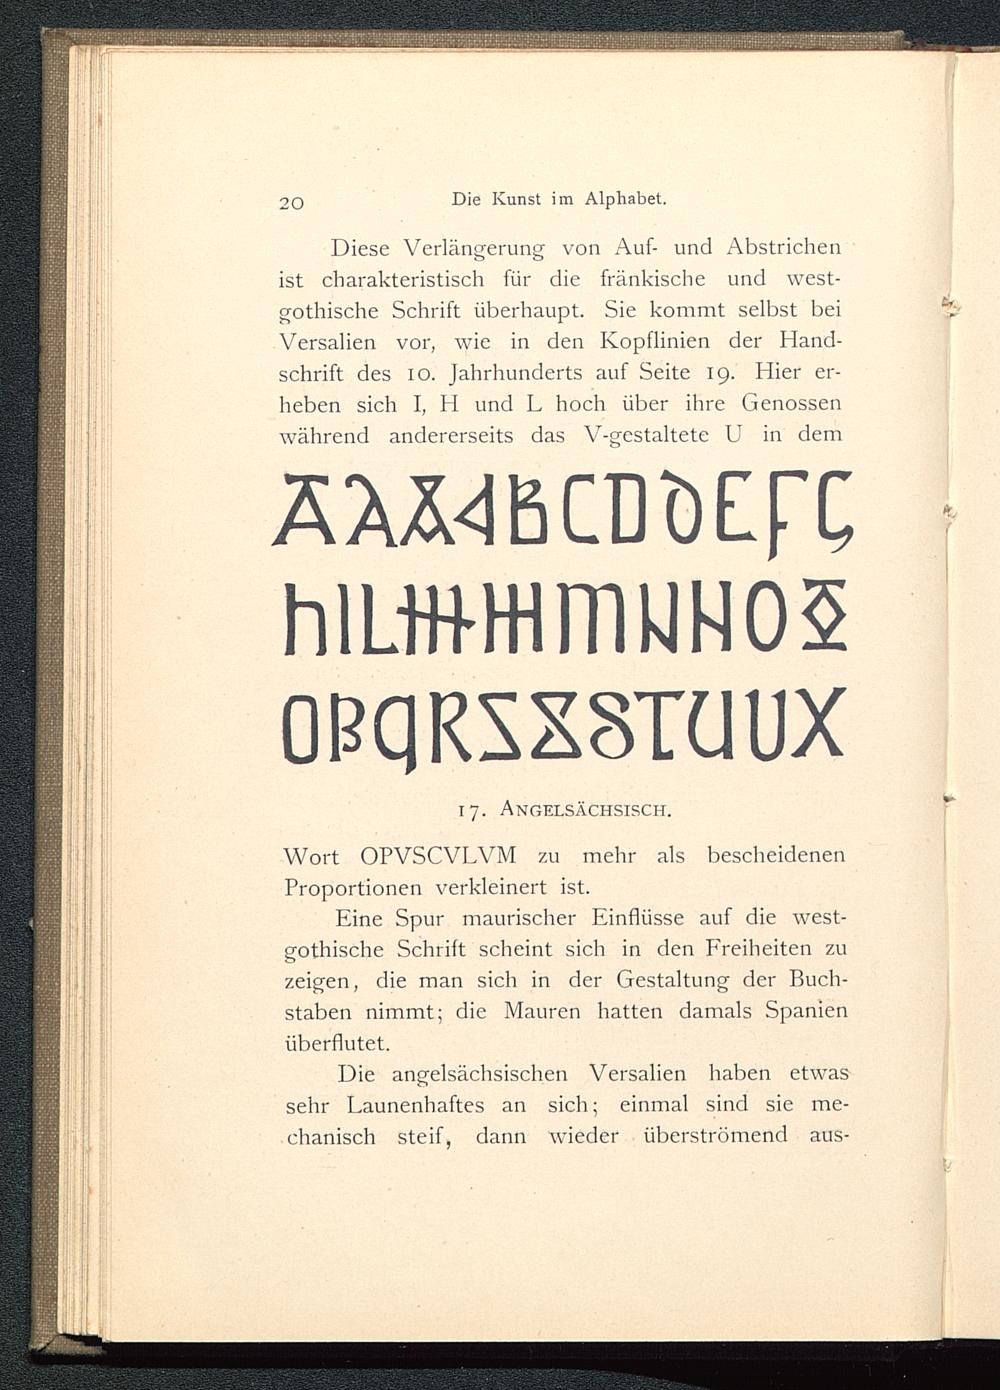 20 Die Kunst im Alphabet.
Diese Verlängerung von Auf- und Abstrichen
ist charakteristisch für die fränkische und west-
gothische Schrift überhaupt. Sie kommt selbst bei
Versalien vor, wie in den Kopflinien der Hand-
schrift des 10. Jahrhunderts auf Seite 19. Hier er-
heben sich I, H und L hoch über ihre Genossen
während andererseits das V-gestaltete U in dem
AAAABCDDEFG
hILMMMNNOO
OBQRSSSTUUX
17. ANGELSÄCHSISCH.
Wort OPVSCVLVM zu mehr als bescheidenen
Proportionen verkleinert ist.
Eine Spur maurischer Einflüsse auf die west-
gothische Schrift scheint sich in den Freiheiten zu
zeigen, die man sich in der Gestaltung der Buch-
staben nimmt; die Mauren hatten damals Spanien
überflutet.
Die angelsächsischen Versalien haben etwas
sehr Launenhaftes an sich; einmal sind sie me-
chanisch steif, dann wieder überströmend aus-